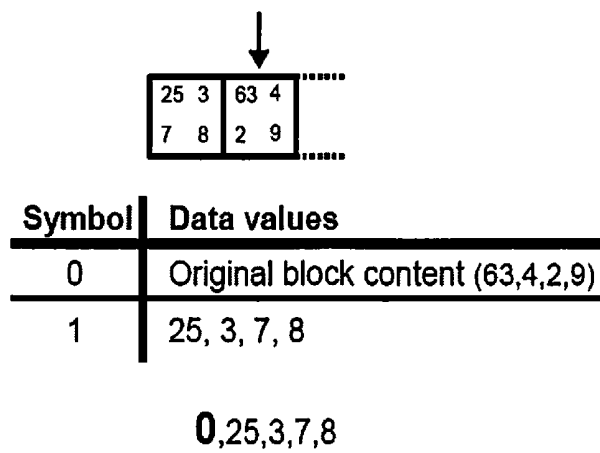 25 3 63 4
7 8 2 9
Symbol Data values
0 Original block content (63,4,2,9)
1 25, 3, 7, 8
0,25,3,7,8